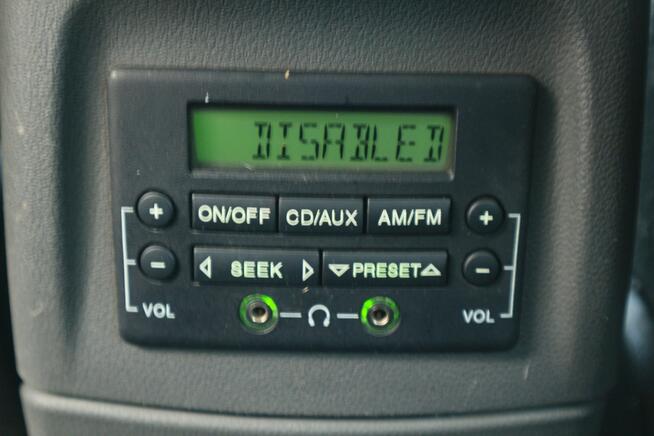 DISABLED
+ ON/OFF CD/AUX AM/FM +
- SEEK PRESET -
VOL VOL